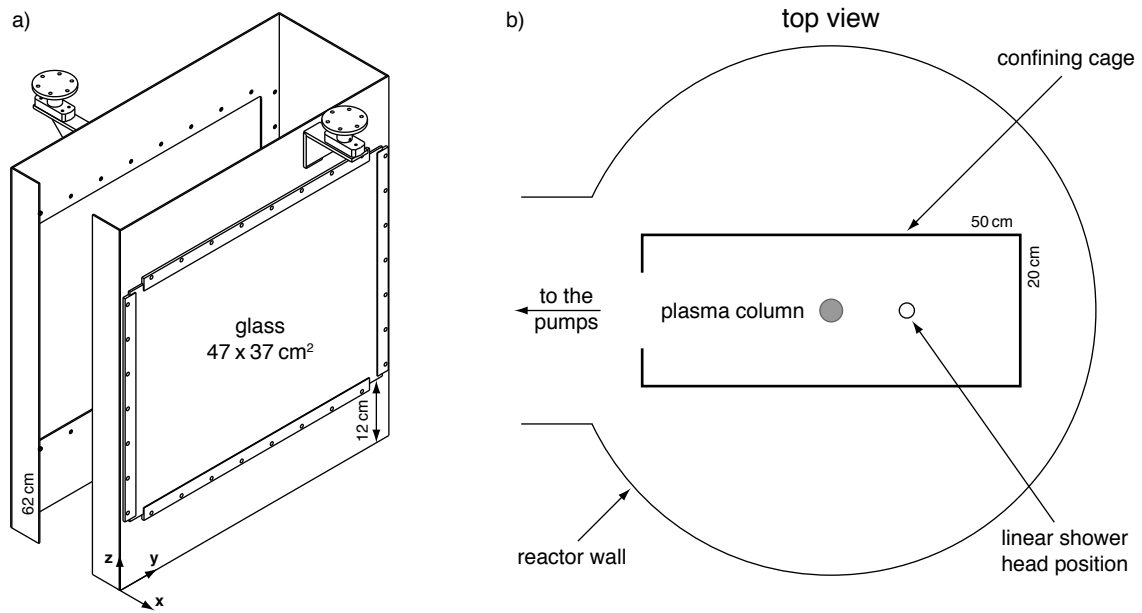 a)
glass
47 x 37 cm²
12 cm
62 cm
z
y
x
b)
top view
confining cage
50 cm
20 cm
to the
pumps
plasma column
reactor wall
linear shower
head position